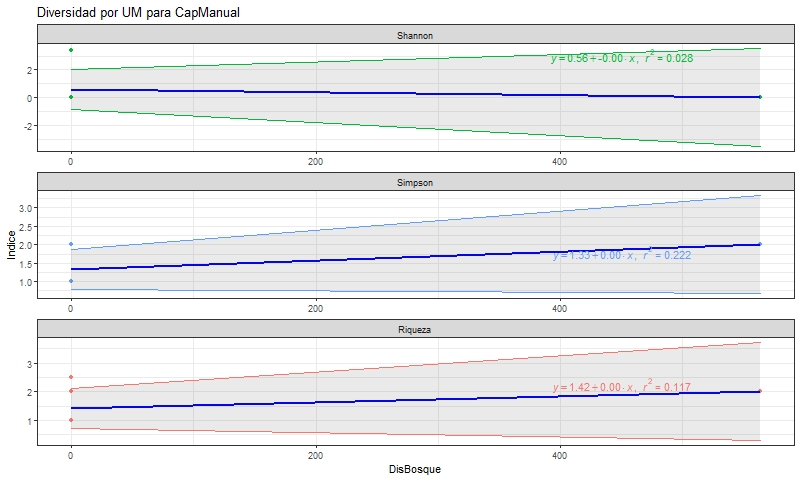 Diversidad por UM para CapManual
Shannon
y = 0.56 + -0.00 · x, r² = 0.028
2
0
-2
0
200
400
Simpson
y = 1.33 + 0.00 · x, r² = 0.222
3.0
2.5
2.0
1.5
1.0
0
200
400
Indice
Riqueza
y = 1.42 + 0.00 · x, r² = 0.117
3
2
1
0
200
400
DisBosque